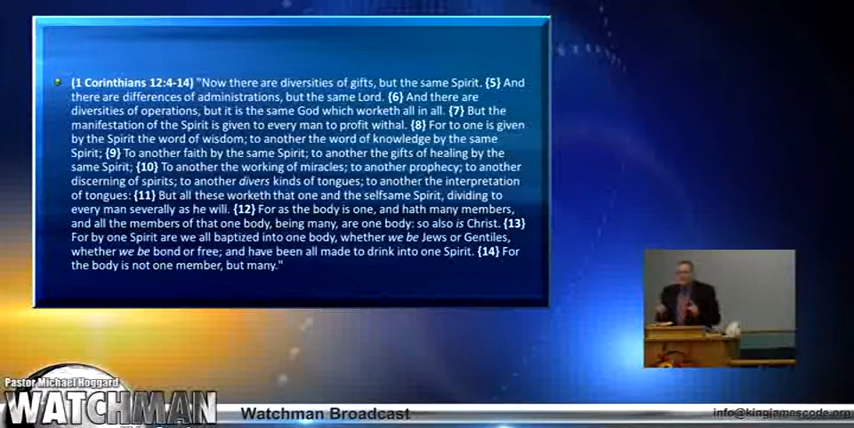 (1 Corinthians 12:4-14) "Now there are diversities of gifts, but the same Spirit. {5} And
there are differences of administrations, but the same Lord. {6} And there are
diversities of operations, but it is the same God which worketh all in all. {7} But the
manifestation of the Spirit is given to every man to profit withal. {8} For to one is given
by the Spirit the word of wisdom; to another the word of knowledge by the same
Spirit; {9} To another faith by the same Spirit; to another the gifts of healing by the
same Spirit; {10} To another the working of miracles; to another prophecy; to another
discerning of spirits; to another divers kinds of tongues; to another the interpretation
of tongues: {11} But all these worketh that one and the selfsame Spirit, dividing to
every man severally as he will. {12} For as the body is one, and hath many members,
and all the members of that one body, being many, are one body: so also is Christ. {13}
For by one Spirit are we all baptized into one body, whether we be Jews or Gentiles,
whether we be bond or free; and have been all made to drink into one Spirit. {14} For
the body is not one member, but many."
Pastor Michael Hoggard
WATCHMAN
Watchman Broadcast
info@kingjamescode.org